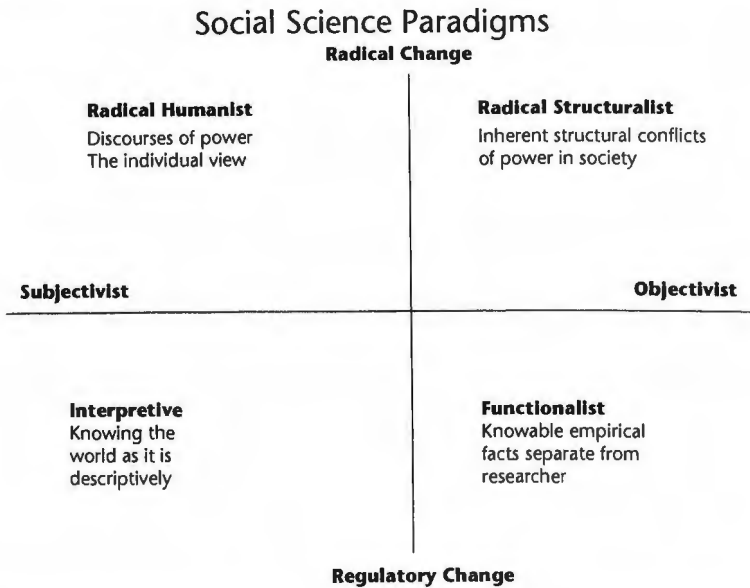 Social Science Paradigms
Radical Change
Radical Humanist
Discourses of power
The individual view
Radical Structuralist
Inherent structural conflicts
of power in society
Subjectivist
Objectivist
Interpretive
Knowing the
world as it is
descriptively
Functionalist
Knowable empirical
facts separate from
researcher
Regulatory Change